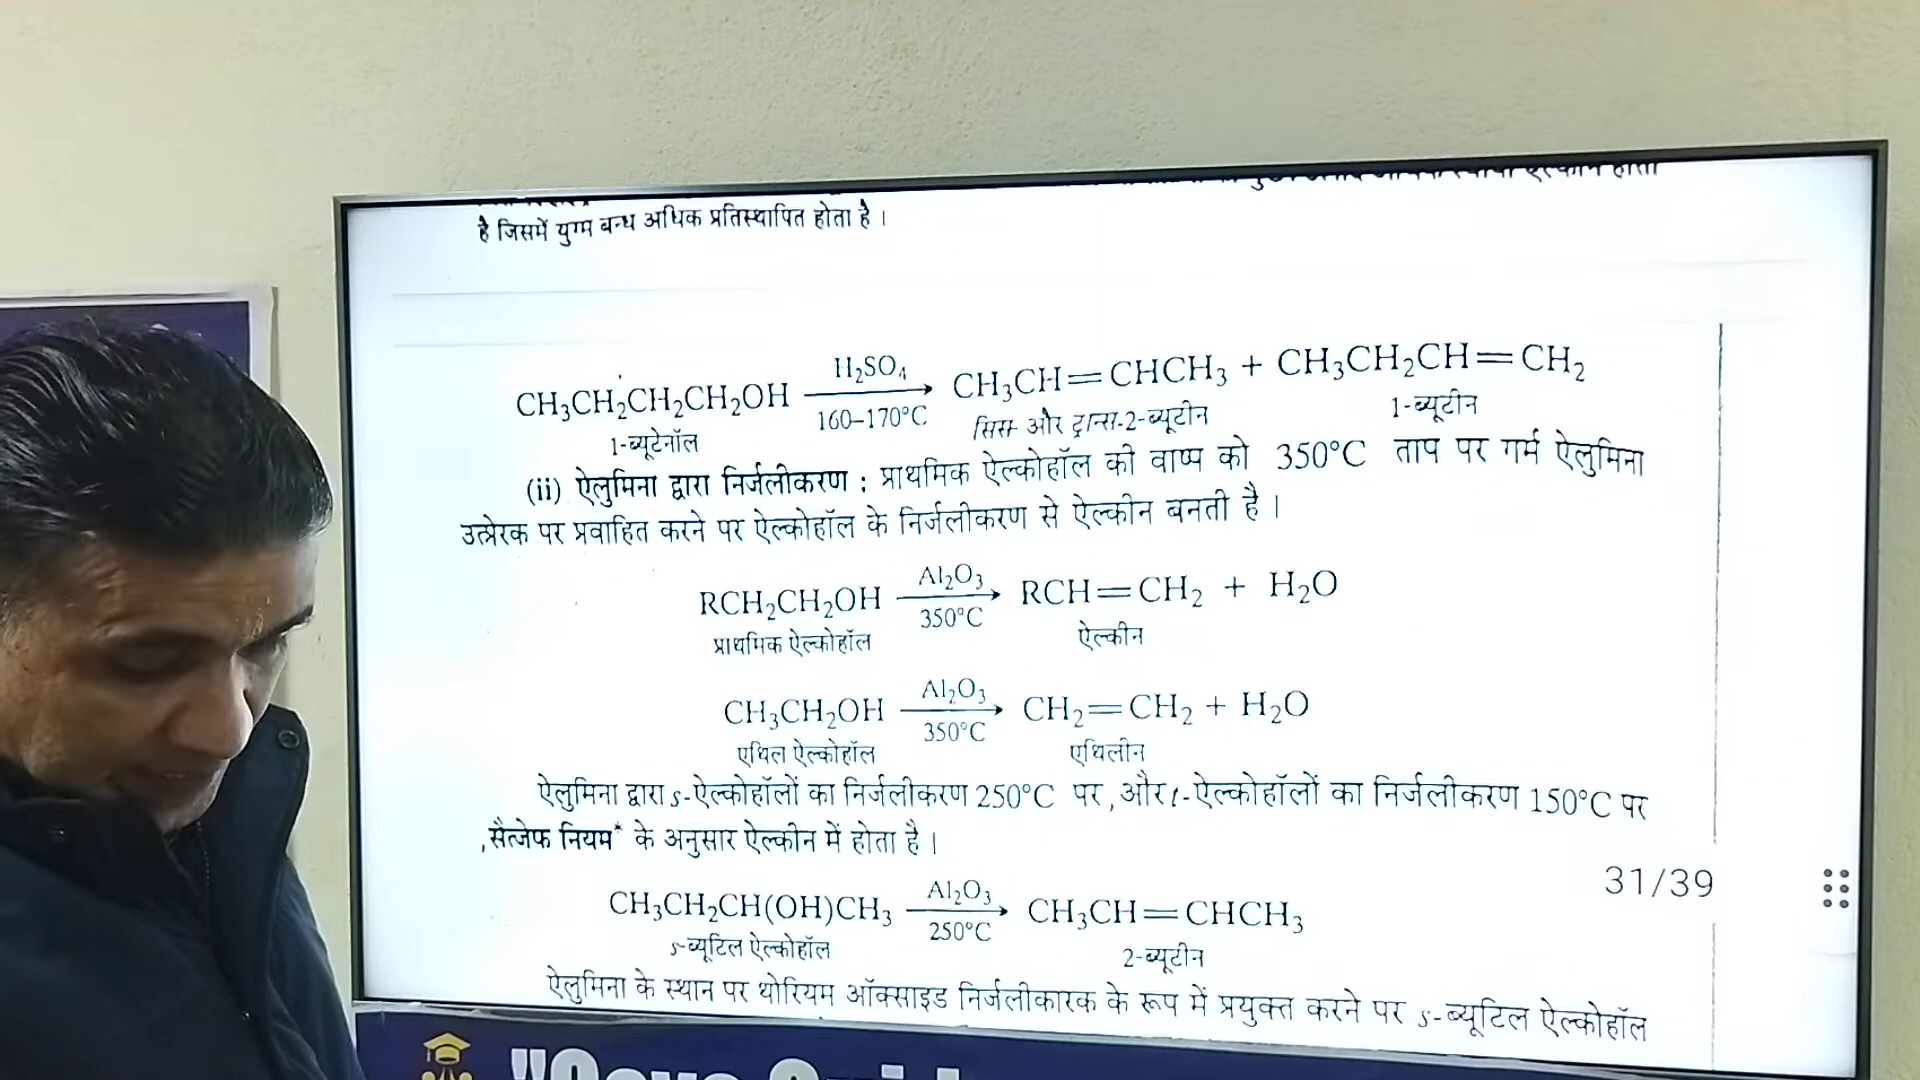 है जिसमें युग्म बन्ध अधिक प्रतिस्थापित होता है ।
CH₃CH₂CH₂CH₂OH —H₂SO₄ / 160–170°C→ CH₃CH=CHCH₃ + CH₃CH₂CH=CH₂
1-ब्यूटेनॉल सिस और ट्रान्स-2-ब्यूटीन 1-ब्यूटीन
(ii) ऐलुमिना द्वारा निर्जलीकरण : प्राथमिक ऐल्कोहॉल की वाष्प को 350°C ताप पर गर्म ऐलुमिना
उत्प्रेरक पर प्रवाहित करने पर ऐल्कोहॉल के निर्जलीकरण से ऐल्कीन बनती है ।
RCH₂CH₂OH —Al₂O₃ / 350°C→ RCH=CH₂ + H₂O
प्राथमिक ऐल्कोहॉल ऐल्कीन
CH₃CH₂OH —Al₂O₃ / 350°C→ CH₂=CH₂ + H₂O
एथिल ऐल्कोहॉल एथिलीन
ऐलुमिना द्वारा s-ऐल्कोहॉलों का निर्जलीकरण 250°C पर, और t-ऐल्कोहॉलों का निर्जलीकरण 150°C पर
सैत्जेफ नियम* के अनुसार ऐल्कीन में होता है ।
31/39
CH₃CH₂CH(OH)CH₃ —Al₂O₃ / 250°C→ CH₃CH=CHCH₃
s-ब्यूटिल ऐल्कोहॉल 2-ब्यूटीन
ऐलुमिना के स्थान पर थोरियम ऑक्साइड निर्जलीकारक के रूप में प्रयुक्त करने पर s-ब्यूटिल ऐल्कोहॉल